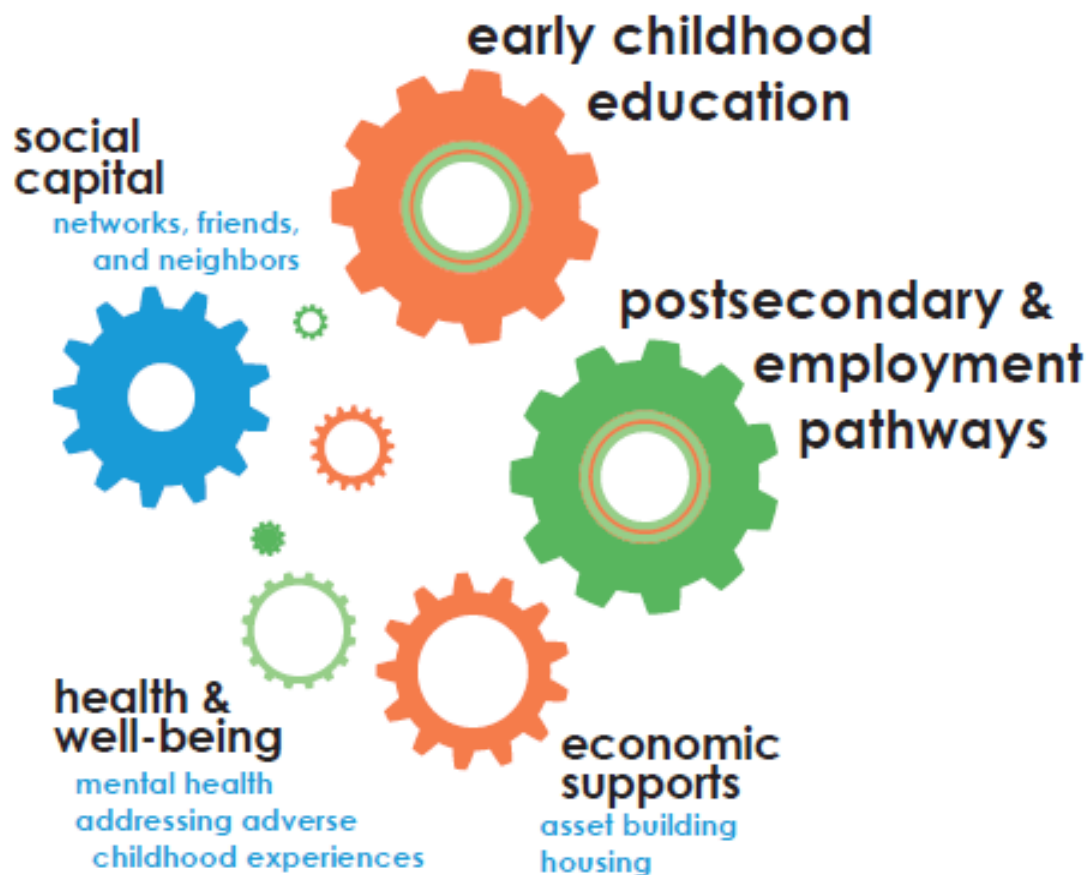 early childhood
education
social
capital
networks, friends,
and neighbors
postsecondary &
employment
pathways
health &
well-being
mental health
addressing adverse
childhood experiences
economic
supports
asset building
housing